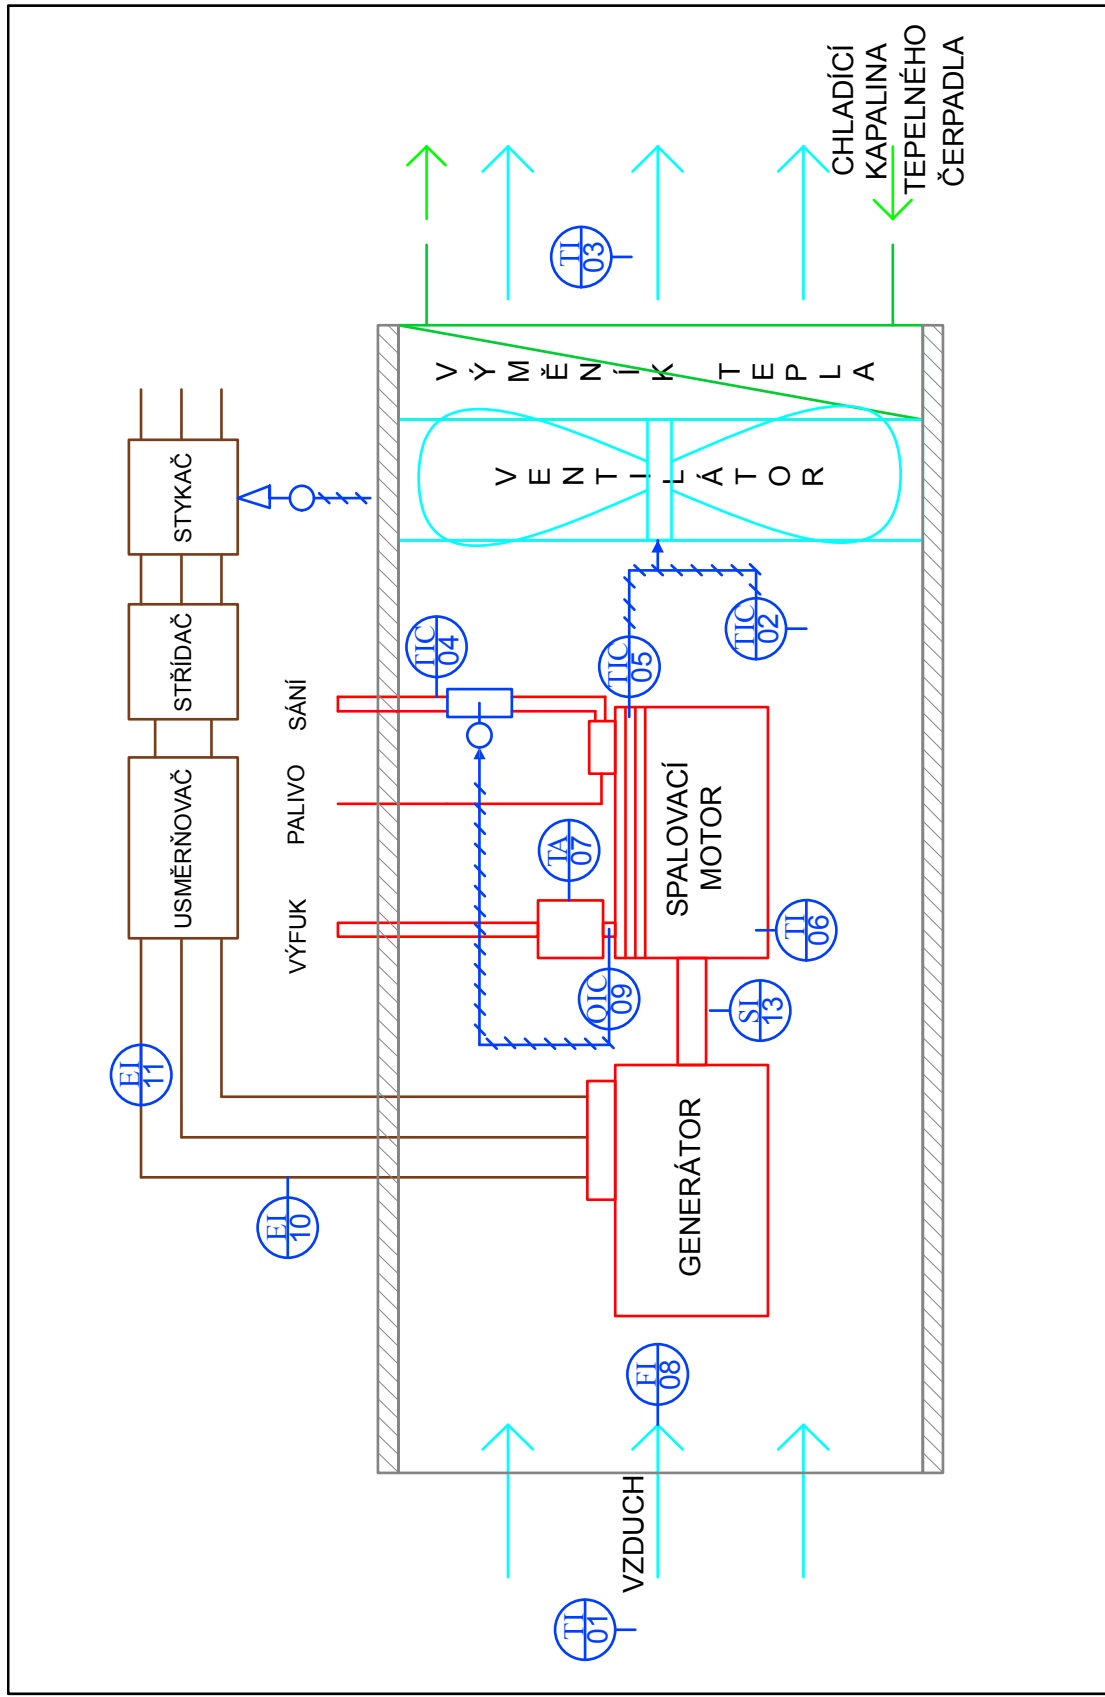 USMĚRŇOVAČ
STŘÍDAČ
STYKAČ
EI
11
EI
10
VÝFUK
PALIVO
SÁNÍ
TIC
04
CHLADÍCÍ
KAPALINA
TEPELNÉHO
ČERPADLA
TA
07
QIC
09
TIC
05
TIC
02
TI
03
VENTILÁTOR
VÝMĚNÍK TEPLA
TI
01
VZDUCH
FI
08
GENERÁTOR
SI
13
SPALOVACÍ
MOTOR
TI
06